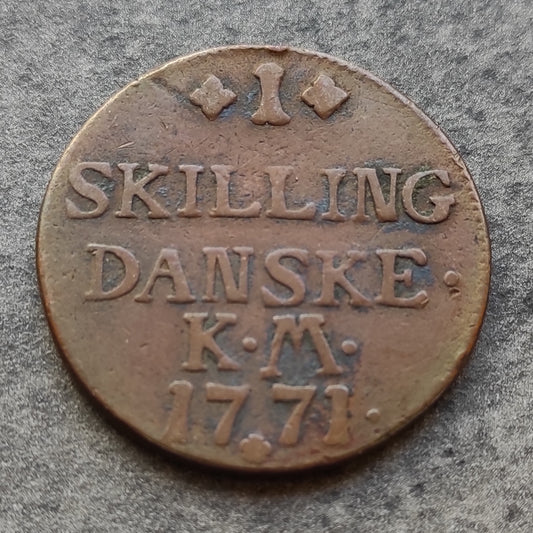 1
SKILLING
DANSKE.
K.M.
1771.